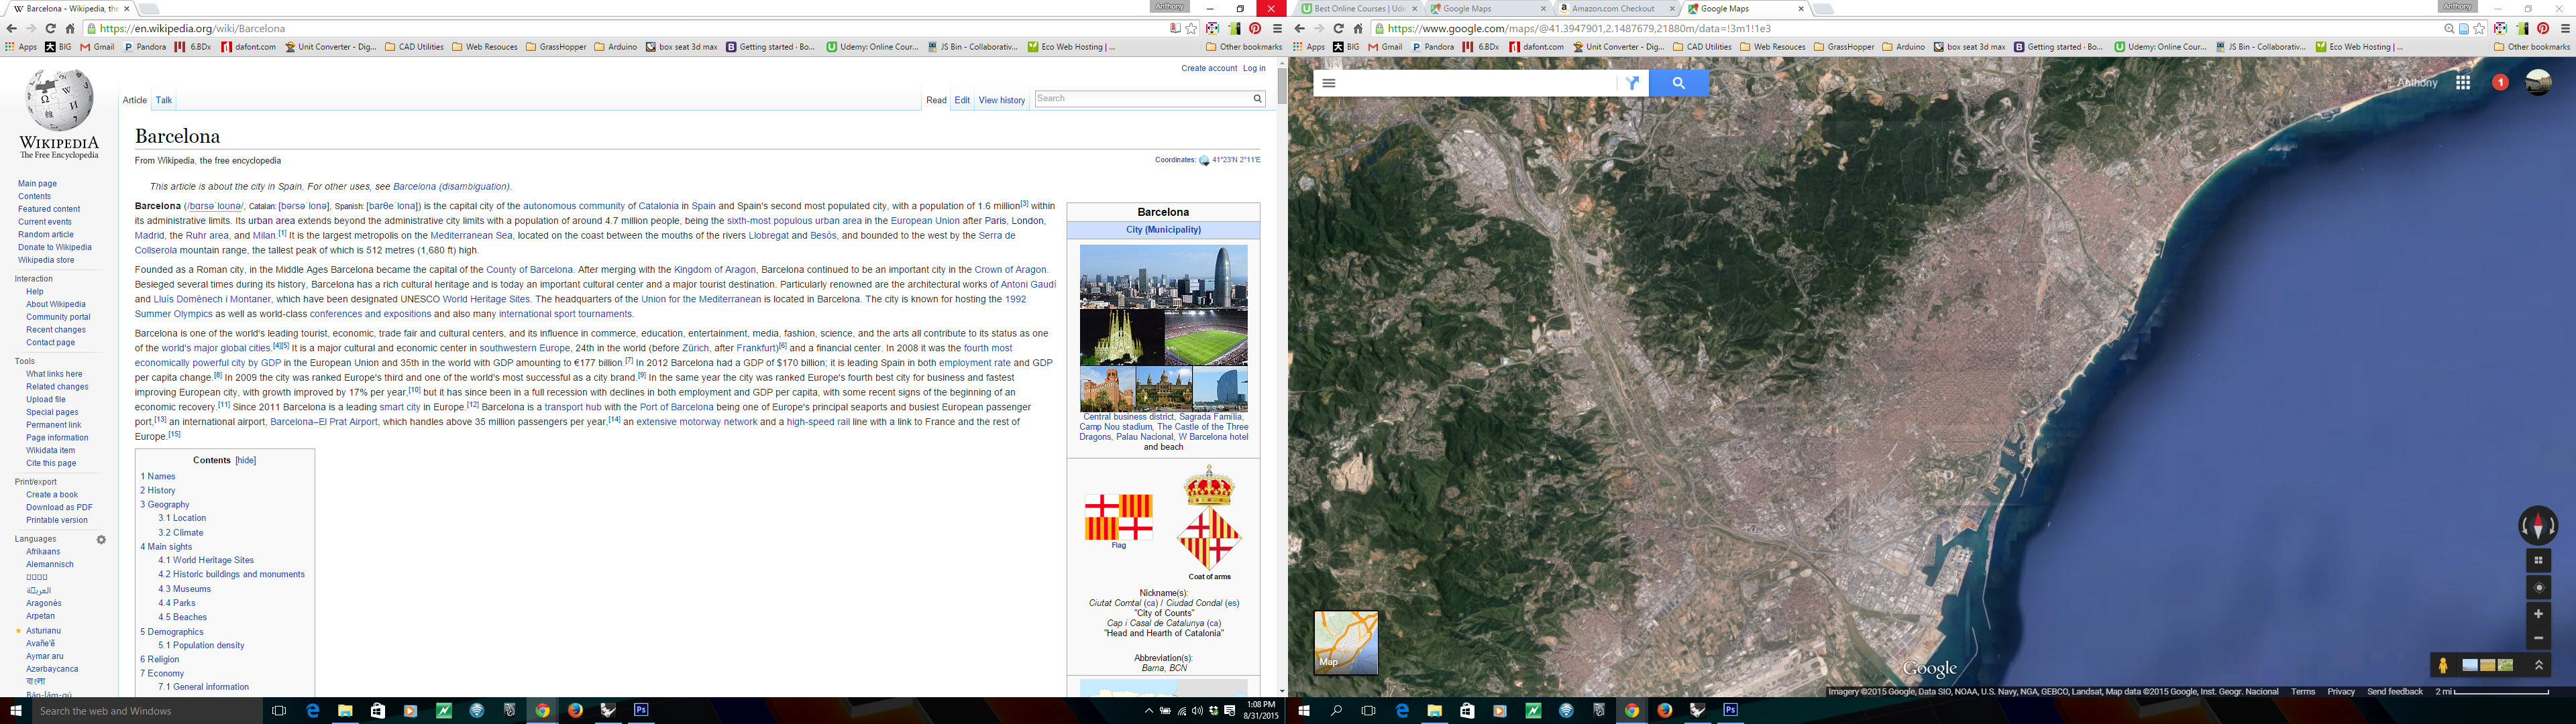 Barcelona - Wikipedia, the
Anthony
https://en.wikipedia.org/wiki/Barcelona
Apps BIG Gmail Pandora 6.BDx dafont.com Unit Converter - Dig... CAD Utilities Web Resouces GrassHopper Arduino box seat 3d max Getting started · Bo... Udemy: Online Cour... JS Bin - Collaborativ... Eco Web Hosting | ... Other bookmarks
Create account Log in
Article Talk Read Edit View history Search
WIKIPEDIA
The Free Encyclopedia
Main page
Contents
Featured content
Current events
Random article
Donate to Wikipedia
Wikipedia store
Interaction
Help
About Wikipedia
Community portal
Recent changes
Contact page
Tools
What links here
Related changes
Upload file
Special pages
Permanent link
Page information
Wikidata item
Cite this page
Print/export
Create a book
Download as PDF
Printable version
Languages
Afrikaans
Alemannisch
العربية
Aragonés
Arpetan
Asturianu
Avañe'ẽ
Aymar aru
Azərbaycanca
বাংলা
Bân-lâm-gú
Barcelona
From Wikipedia, the free encyclopedia
Coordinates: 41°23′N 2°11′E
This article is about the city in Spain. For other uses, see Barcelona (disambiguation).
Barcelona (/bɑrsəˈloʊnə/, Catalan: [bərsəˈlonə], Spanish: [barθeˈlona]) is the capital city of the autonomous community of Catalonia in Spain and Spain's second most populated city, with a population of 1.6 million[3] within
its administrative limits. Its urban area extends beyond the administrative city limits with a population of around 4.7 million people, being the sixth-most populous urban area in the European Union after Paris, London,
Madrid, the Ruhr area, and Milan.[1] It is the largest metropolis on the Mediterranean Sea, located on the coast between the mouths of the rivers Llobregat and Besòs, and bounded to the west by the Serra de
Collserola mountain range, the tallest peak of which is 512 metres (1,680 ft) high.
Founded as a Roman city, in the Middle Ages Barcelona became the capital of the County of Barcelona. After merging with the Kingdom of Aragon, Barcelona continued to be an important city in the Crown of Aragon.
Besieged several times during its history, Barcelona has a rich cultural heritage and is today an important cultural center and a major tourist destination. Particularly renowned are the architectural works of Antoni Gaudí
and Lluís Domènech i Montaner, which have been designated UNESCO World Heritage Sites. The headquarters of the Union for the Mediterranean is located in Barcelona. The city is known for hosting the 1992
Summer Olympics as well as world-class conferences and expositions and also many international sport tournaments.
Barcelona is one of the world's leading tourist, economic, trade fair and cultural centers, and its influence in commerce, education, entertainment, media, fashion, science, and the arts all contribute to its status as one
of the world's major global cities.[4][5] It is a major cultural and economic center in southwestern Europe, 24th in the world (before Zürich, after Frankfurt)[6] and a financial center. In 2008 it was the fourth most
economically powerful city by GDP in the European Union and 35th in the world with GDP amounting to €177 billion.[7] In 2012 Barcelona had a GDP of $170 billion; it is leading Spain in both employment rate and GDP
per capita change.[8] In 2009 the city was ranked Europe's third and one of the world's most successful as a city brand.[9] In the same year the city was ranked Europe's fourth best city for business and fastest
improving European city, with growth improved by 17% per year,[10] but it has since been in a full recession with declines in both employment and GDP per capita, with some recent signs of the beginning of an
economic recovery.[11] Since 2011 Barcelona is a leading smart city in Europe.[12] Barcelona is a transport hub with the Port of Barcelona being one of Europe's principal seaports and busiest European passenger
port,[13] an international airport, Barcelona–El Prat Airport, which handles above 35 million passengers per year,[14] an extensive motorway network and a high-speed rail line with a link to France and the rest of
Europe.[15]
Contents [hide]
1 Names
2 History
3 Geography
3.1 Location
3.2 Climate
4 Main sights
4.1 World Heritage Sites
4.2 Historic buildings and monuments
4.3 Museums
4.4 Parks
4.5 Beaches
5 Demographics
5.1 Population density
6 Religion
7 Economy
7.1 General information
Barcelona
City (Municipality)
Central business district, Sagrada Familia,
Camp Nou stadium, The Castle of the Three
Dragons, Palau Nacional, W Barcelona hotel
and beach
Flag
Coat of arms
Nickname(s):
Ciutat Comtal (ca) / Ciudad Condal (es)
"City of Counts"
Cap i Casal de Catalunya (ca)
"Head and Hearth of Catalonia"
Abbreviation(s):
Barna, BCN
Search the web and Windows
1:08 PM
8/31/2015
Best Online Courses | Ude Google Maps Amazon.com Checkout Google Maps
Anthony
https://www.google.com/maps/@41.3947901,2.1487679,21880m/data=!3m1!1e3
Apps BIG Gmail Pandora 6.BDx dafont.com Unit Converter - Dig... CAD Utilities Web Resouces GrassHopper Arduino box seat 3d max Getting started · Bo... Udemy: Online Cour... JS Bin - Collaborativ... Eco Web Hosting | ... Other bookmarks
Anthony 1
Map
Google
Imagery ©2015 Google, Data SIO, NOAA, U.S. Navy, NGA, GEBCO, Landsat, Map data ©2015 Google, Inst. Geogr. Nacional Terms Privacy Send feedback 2 mi